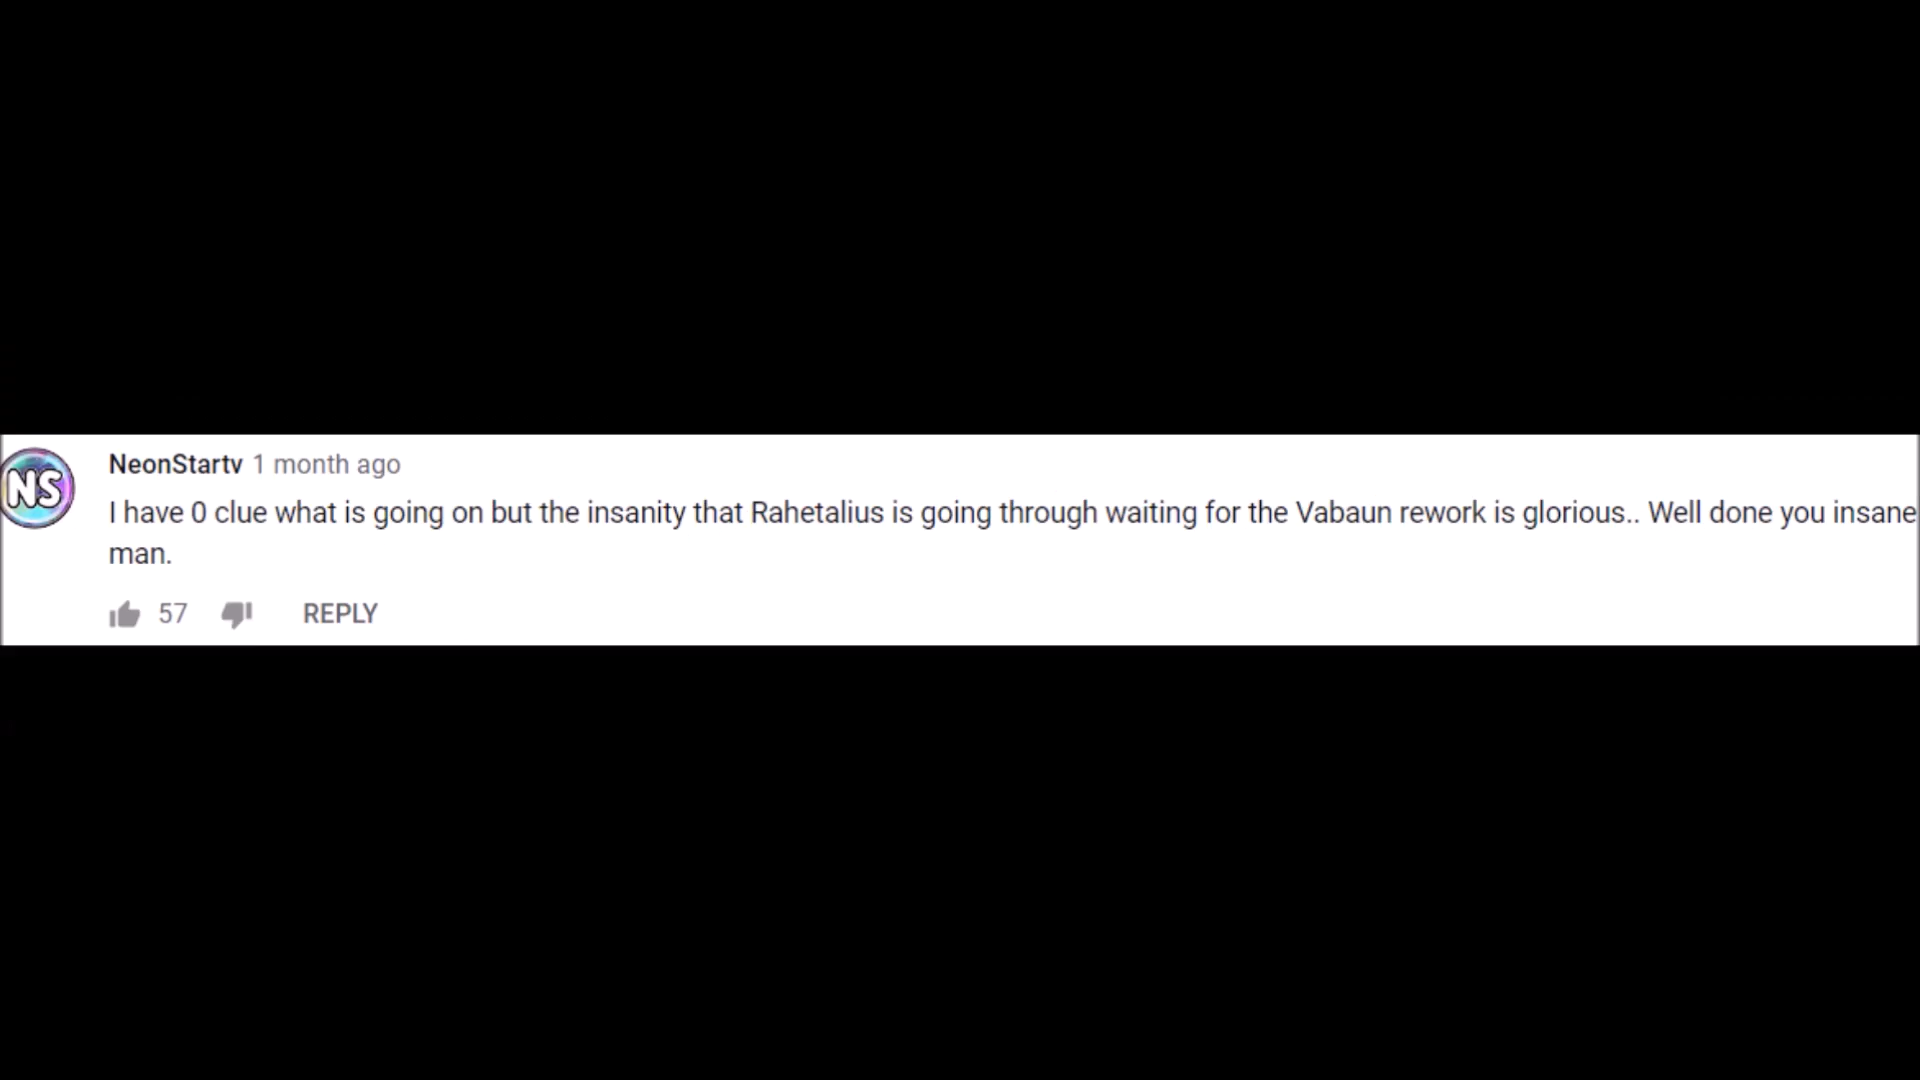 NS
NeonStartv 1 month ago
I have 0 clue what is going on but the insanity that Rahetalius is going through waiting for the Vabaun rework is glorious.. Well done you insane
man.
57 REPLY